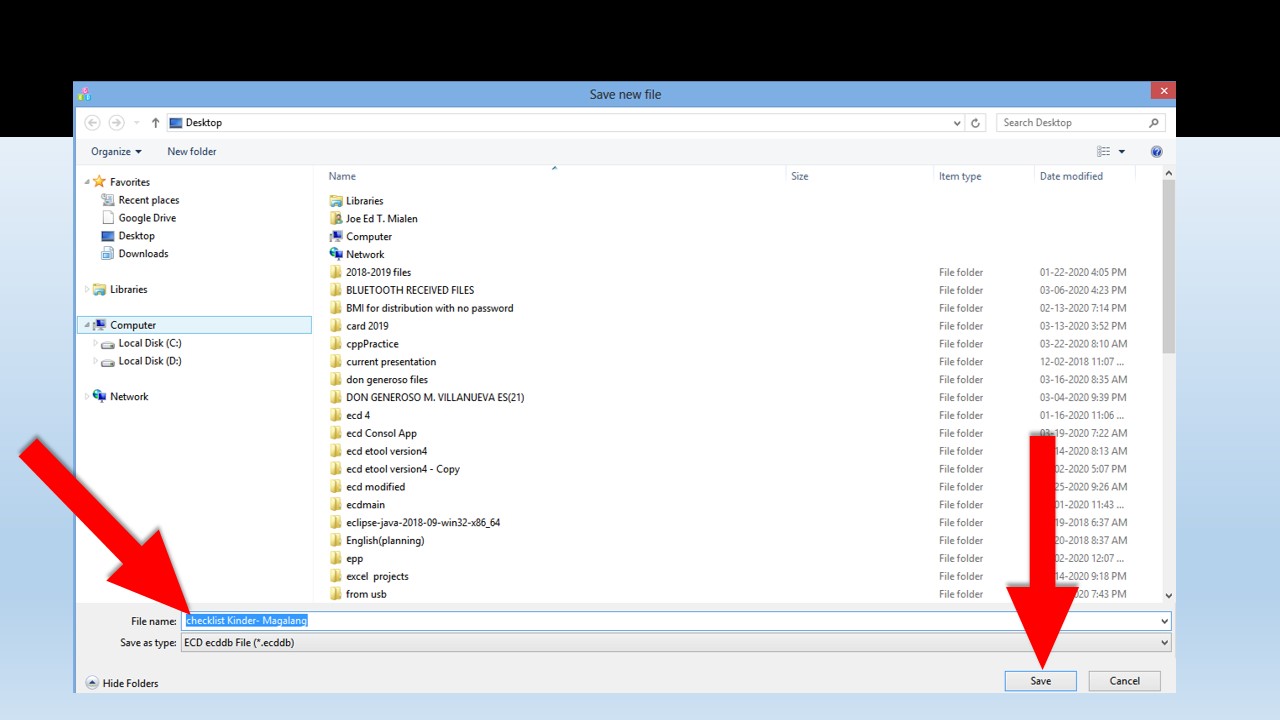 Save new file
Desktop
Search Desktop
Organize New folder
Name Size Item type Date modified
Favorites
Recent places
Google Drive
Desktop
Downloads
Libraries
Computer
Local Disk (C:)
Local Disk (D:)
Network
Libraries
Joe Ed T. Mialen
Computer
Network
2018-2019 files File folder 01-22-2020 4:05 PM
BLUETOOTH RECEIVED FILES File folder 03-06-2020 4:23 PM
BMI for distribution with no password File folder 02-13-2020 7:14 PM
card 2019 File folder 03-13-2020 3:52 PM
cppPractice File folder 03-22-2020 8:10 AM
current presentation File folder 12-02-2018 11:07 ...
don generoso files File folder 03-16-2020 8:35 AM
DON GENEROSO M. VILLANUEVA ES(21) File folder 03-04-2020 9:39 PM
ecd 4 File folder 01-16-2020 11:06 ...
ecd Consol App File folder 03-19-2020 7:22 AM
ecd etool version4 File folder 14-2020 8:13 AM
ecd etool version4 - Copy File folder 02-2020 5:07 PM
ecd modified File folder 25-2020 9:26 AM
ecdmain File folder 01-2020 11:43 ...
eclipse-java-2018-09-win32-x86_64 File folder 19-2018 6:37 AM
English(planning) File folder 20-2018 8:37 AM
epp File folder 02-2020 12:07 ...
excel projects File folder 14-2020 9:18 PM
from usb File folder 2020 7:43 PM
File name: checklist Kinder- Magalang
Save as type: ECD ecddb File (*.ecddb)
Hide Folders
Save Cancel